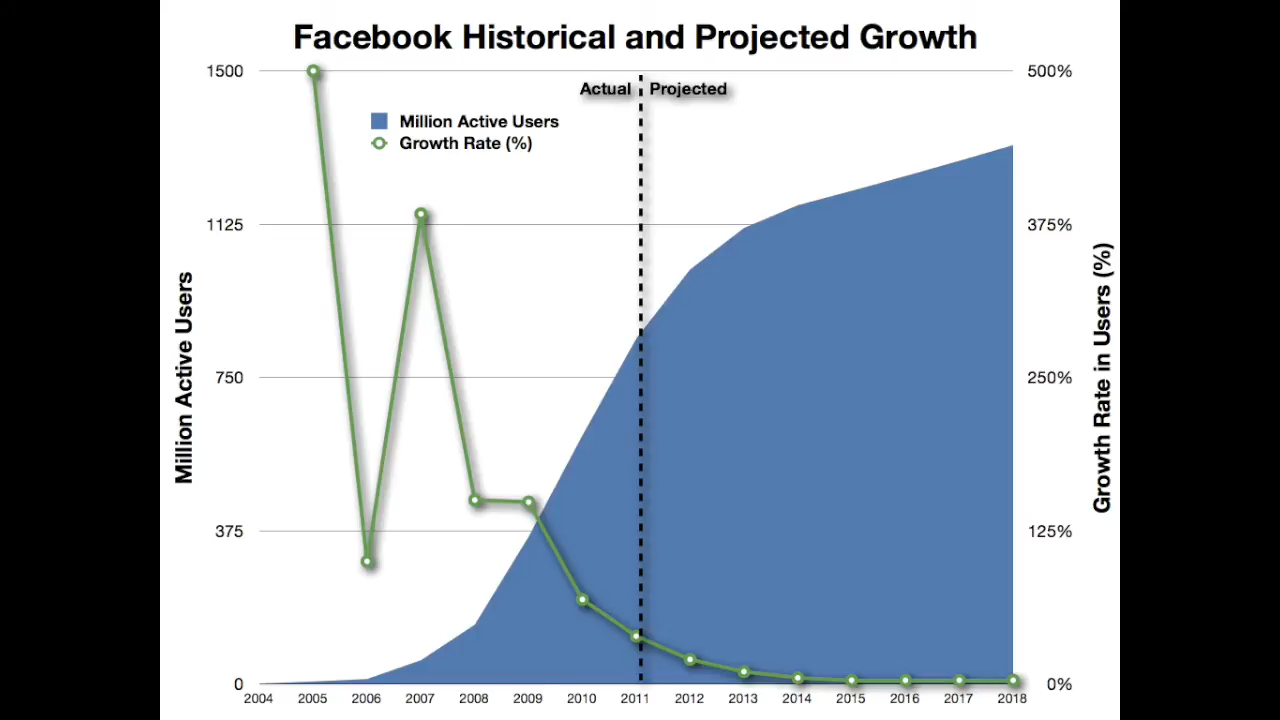 Facebook Historical and Projected Growth
1500
500%
Actual
Projected
Million Active Users
Growth Rate (%)
1125
375%
Million Active Users
Growth Rate in Users (%)
750
250%
375
125%
0
0%
2004 2005 2006 2007 2008 2009 2010 2011 2012 2013 2014 2015 2016 2017 2018